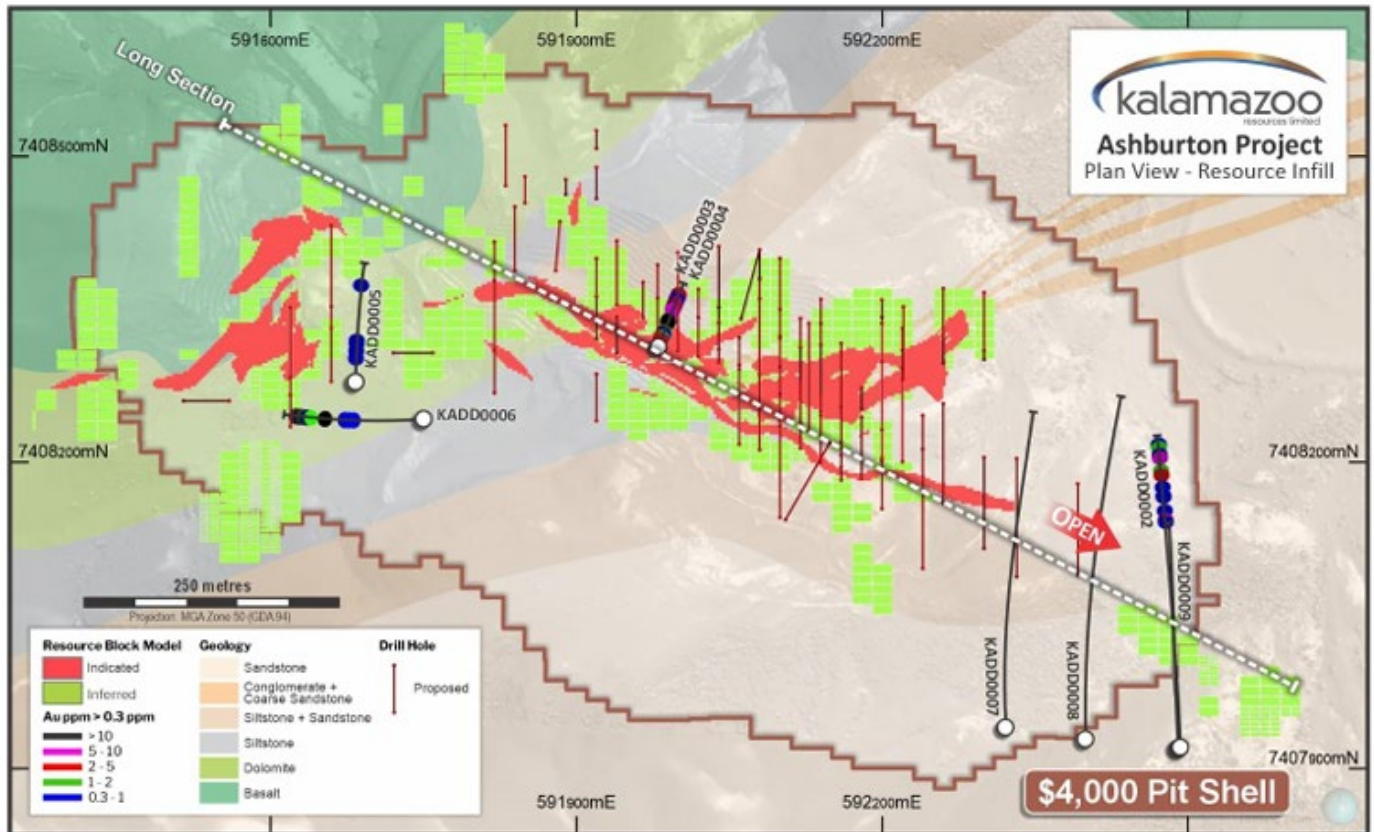 591600mE
591900mE
592200mE
Long Section
kalamazoo
resources limited
Ashburton Project
Plan View - Resource Infill
7408500mN
KADD0003
KADD0004
KADD0005
KADD0006
7408200mN
7408200mN
KADD0002
OPEN
KADD0009
KADD0007
KADD0008
250 metres
Projection: MGA Zone 50 (GDA 94)
Resource Block Model
Indicated
Inferred
Au ppm > 0.3 ppm
>10
5 - 10
2 - 5
1 - 2
0.3 - 1
Geology
Sandstone
Conglomerate +
Coarse Sandstone
Siltstone + Sandstone
Siltstone
Dolomite
Basalt
Drill Hole
Proposed
7407900mN
591900mE
592200mE
$4,000 Pit Shell